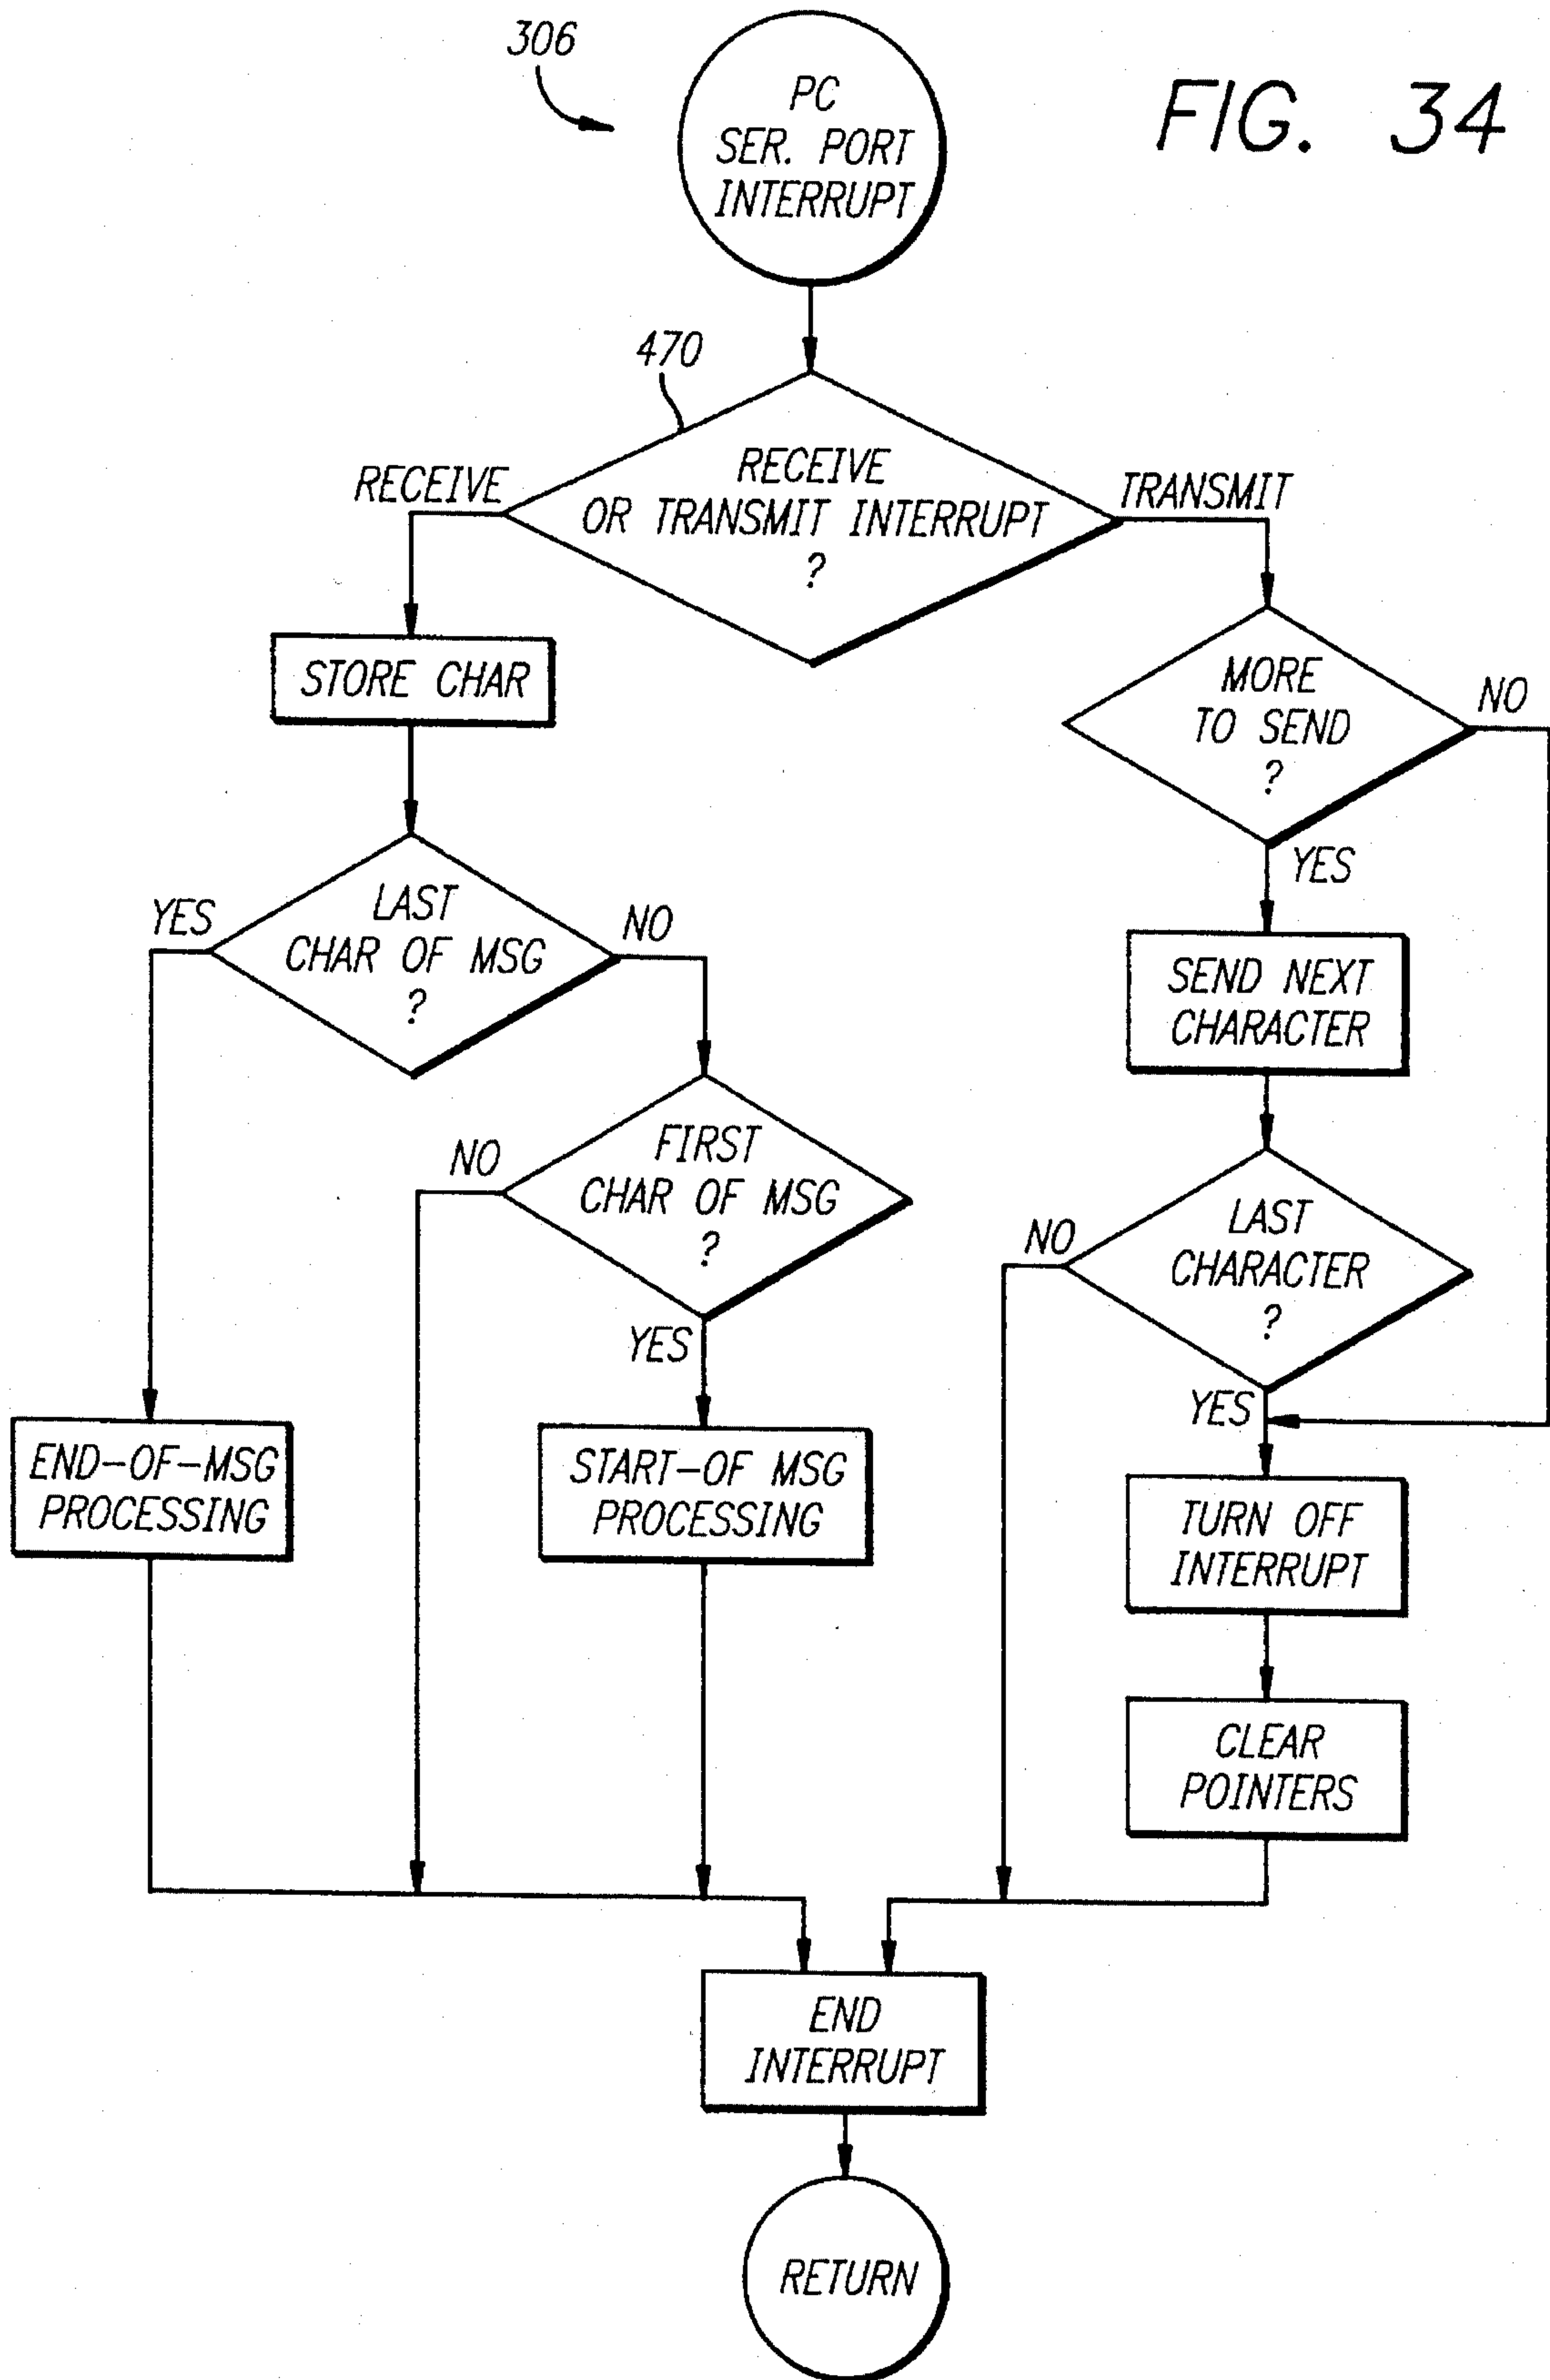 306
PC
SER. PORT
INTERRUPT
FIG. 34
470
RECEIVE
RECEIVE
OR TRANSMIT INTERRUPT
?
TRANSMIT
STORE CHAR
MORE
TO SEND
?
NO
YES
YES
LAST
CHAR OF MSG
?
NO
SEND NEXT
CHARACTER
NO
FIRST
CHAR OF MSG
?
YES
NO
LAST
CHARACTER
?
YES
END-OF-MSG
PROCESSING
START-OF MSG
PROCESSING
TURN OFF
INTERRUPT
CLEAR
POINTERS
END
INTERRUPT
RETURN